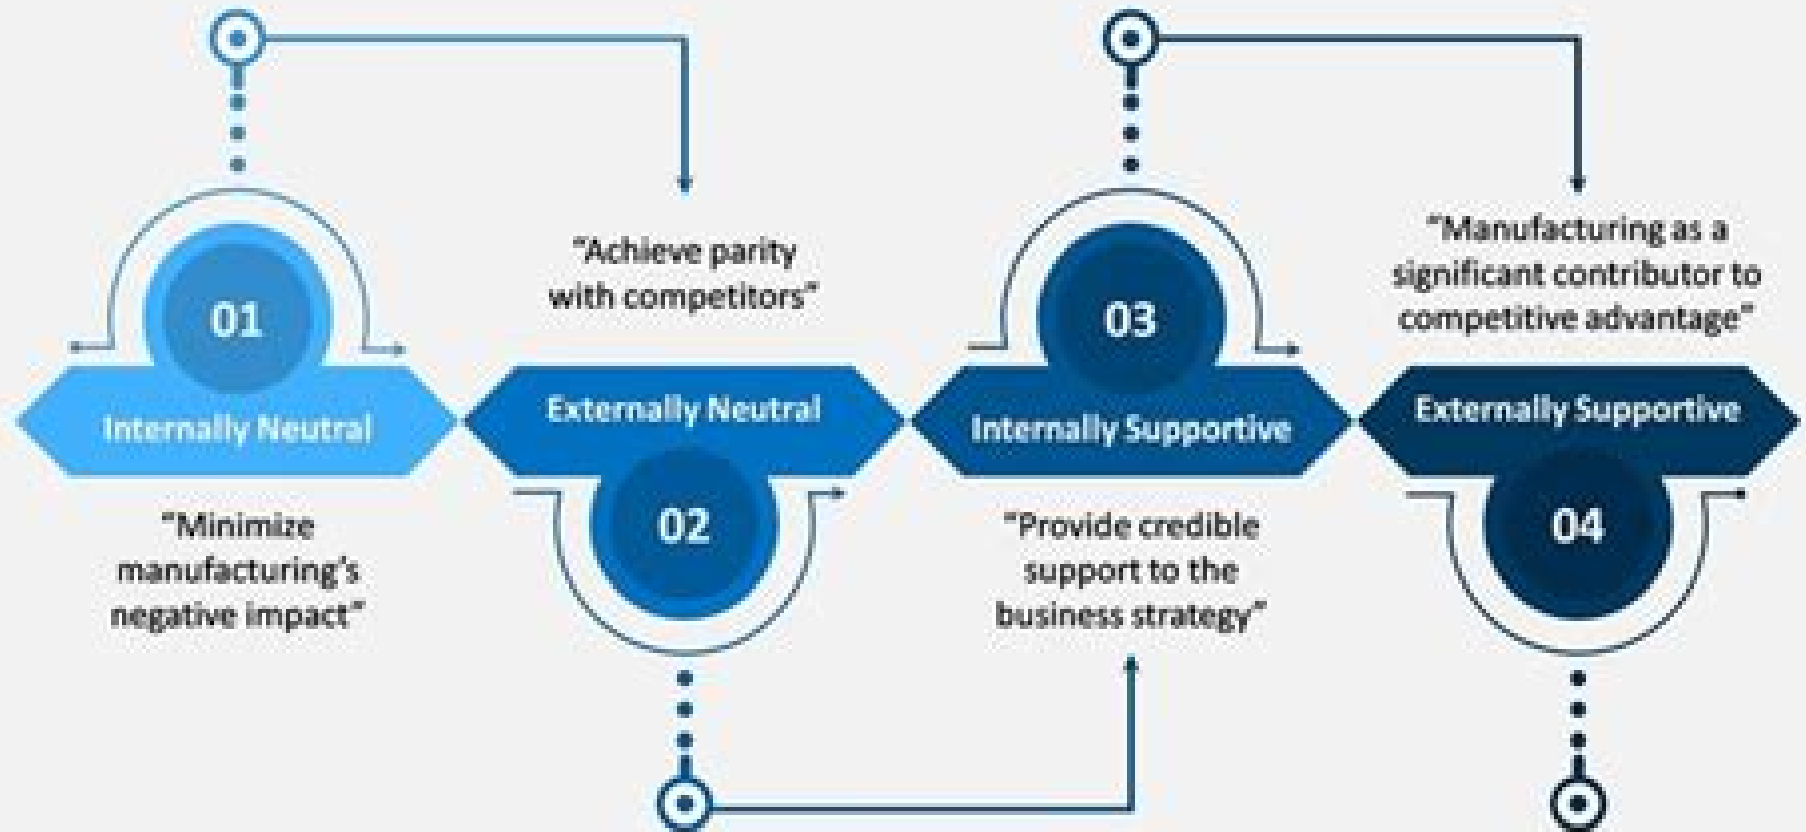 01
Internally Neutral
“Minimize
manufacturing’s
negative impact”
“Achieve parity
with competitors”
Externally Neutral
02
03
Internally Supportive
“Provide credible
support to the
business strategy”
“Manufacturing as a
significant contributor to
competitive advantage”
Externally Supportive
04